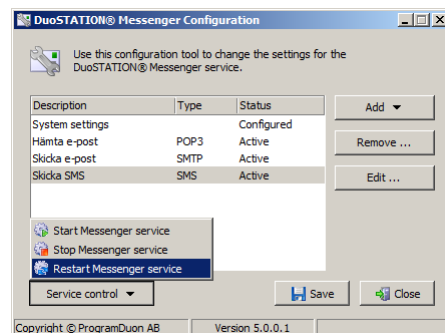 DuoSTATION® Messenger Configuration
Use this configuration tool to change the settings for the
DuoSTATION® Messenger service.
Description Type Status
System settings Configured
Hämta e-post POP3 Active
Skicka e-post SMTP Active
Skicka SMS SMS Active
Add
Remove ...
Edit ...
Start Messenger service
Stop Messenger service
Restart Messenger service
Service control
Save
Close
Copyright © ProgramDuon AB Version 5.0.0.1